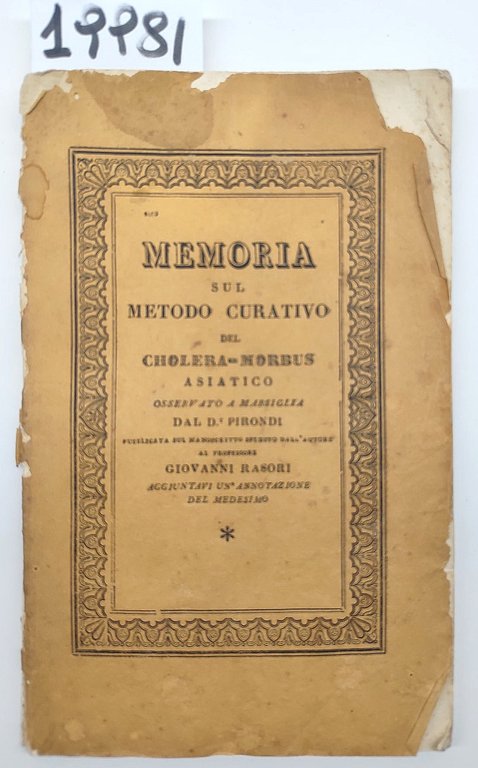 19981
MEMORIA
SUL
METODO CURATIVO
DEL
CHOLERA-MORBUS
ASIATICO
OSSERVATO A MARSIGLIA
DAL D.r PIRONDI
PUBBLICATA SUL MANOSCRITTO SPEDITO DALL'AUTORE
AL PROFESSORE
GIOVANNI RASORI
AGGIUNTAVI UN'ANNOTAZIONE
DEL MEDESIMO
*